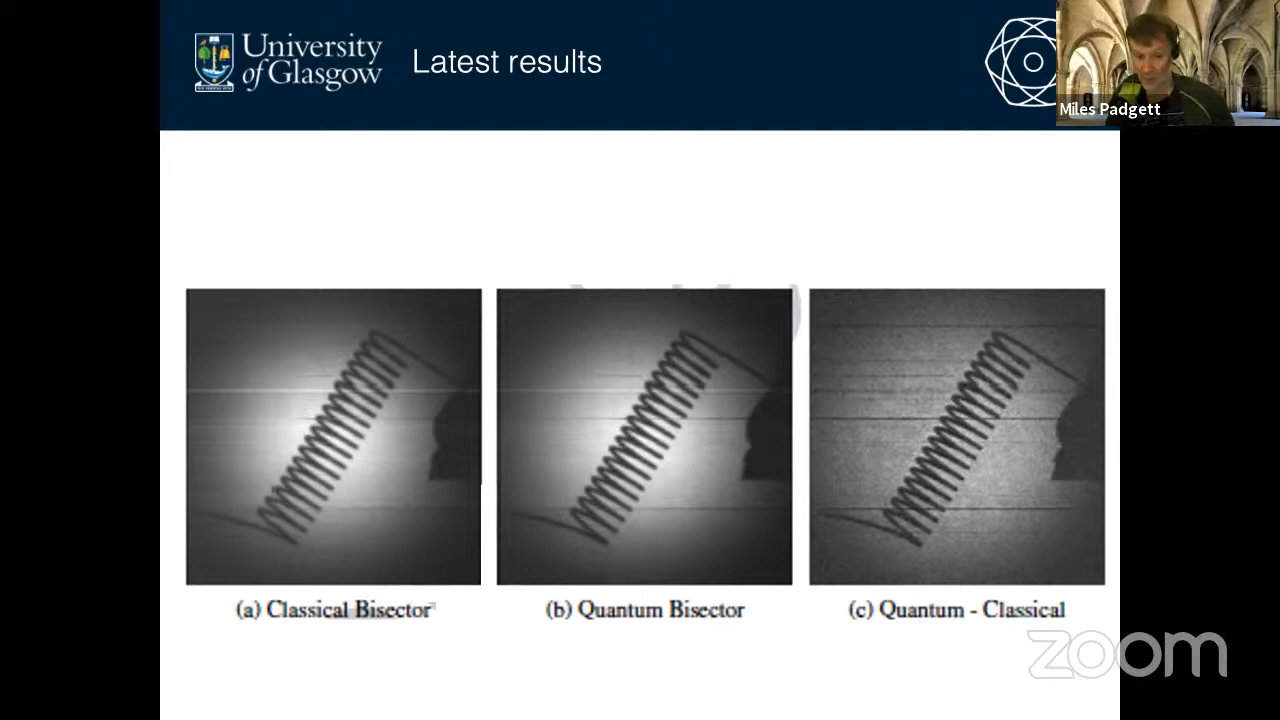 University
of Glasgow
Latest results
Miles Padgett
(a) Classical Bisector
(b) Quantum Bisector
(c) Quantum - Classical
zoom